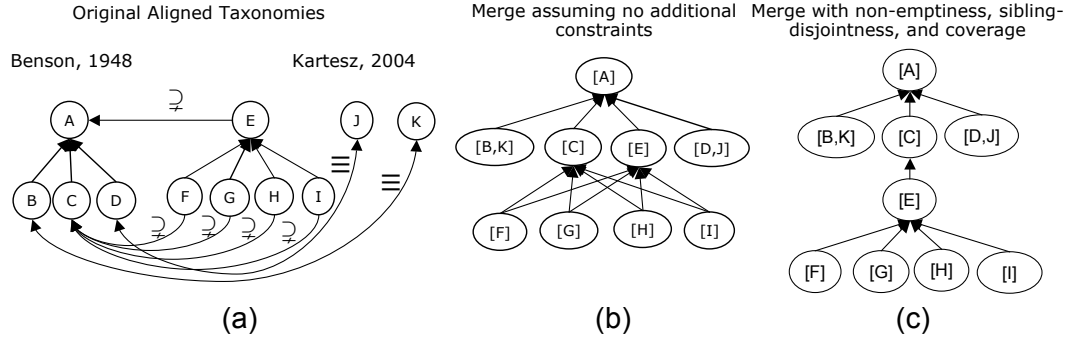 Original Aligned Taxonomies
Benson, 1948
Kartesz, 2004
⊋
A
E
J
K
≡
≡
B
C
D
F
G
H
I
⊋
⊋
⊋
⊋
(a)
Merge assuming no additional
constraints
[A]
[B,K]
[C]
[E]
[D,J]
[F]
[G]
[H]
[I]
(b)
Merge with non-emptiness, sibling-
disjointness, and coverage
[A]
[B,K]
[C]
[D,J]
[E]
[F]
[G]
[H]
[I]
(c)